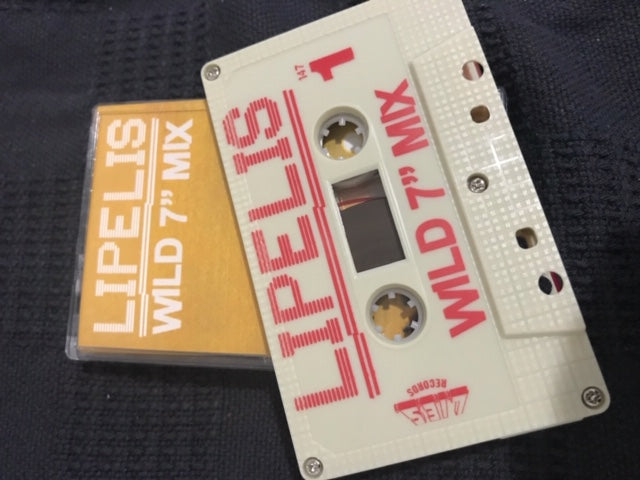 LIPELIS
WILD 7” MIX
LIPELIS
WILD 7” MIX
1
147
RECORDS